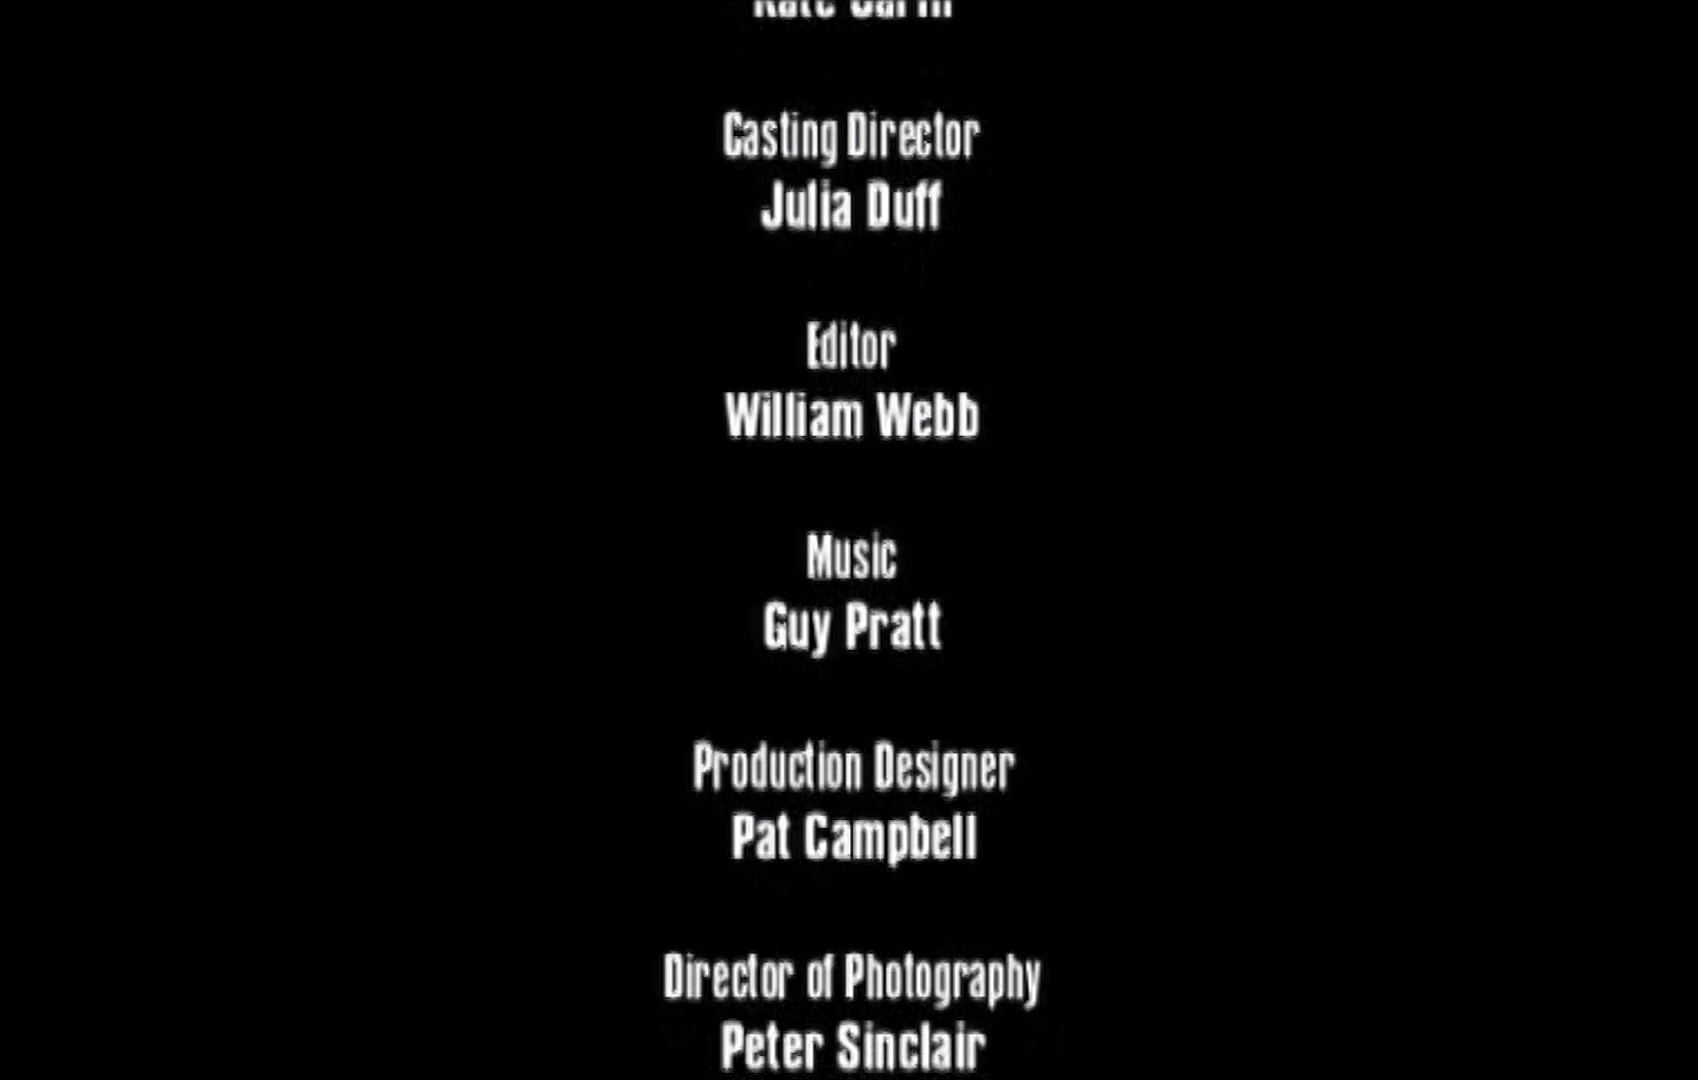 Casting Director
Julia Duff
Editor
William Webb
Music
Guy Pratt
Production Designer
Pat Campbell
Director of Photography
Peter Sinclair